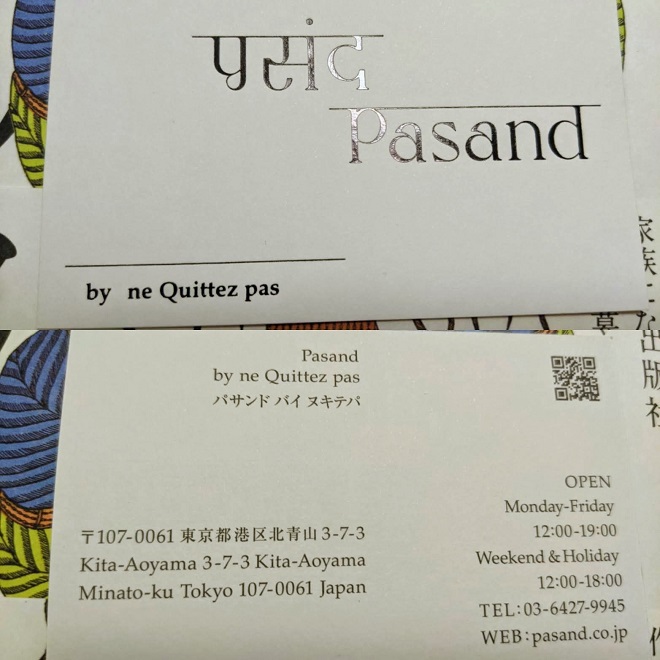 पसंद
Pasand
by ne Quittez pas
Pasand
by ne Quittez pas
パサンド バイ ヌキテパ
〒107-0061 東京都港区北青山 3-7-3
Kita-Aoyama 3-7-3 Kita-Aoyama
Minato-ku Tokyo 107-0061 Japan
OPEN
Monday-Friday
12:00-19:00
Weekend & Holiday
12:00-18:00
TEL:03-6427-9945
WEB:pasand.co.jp